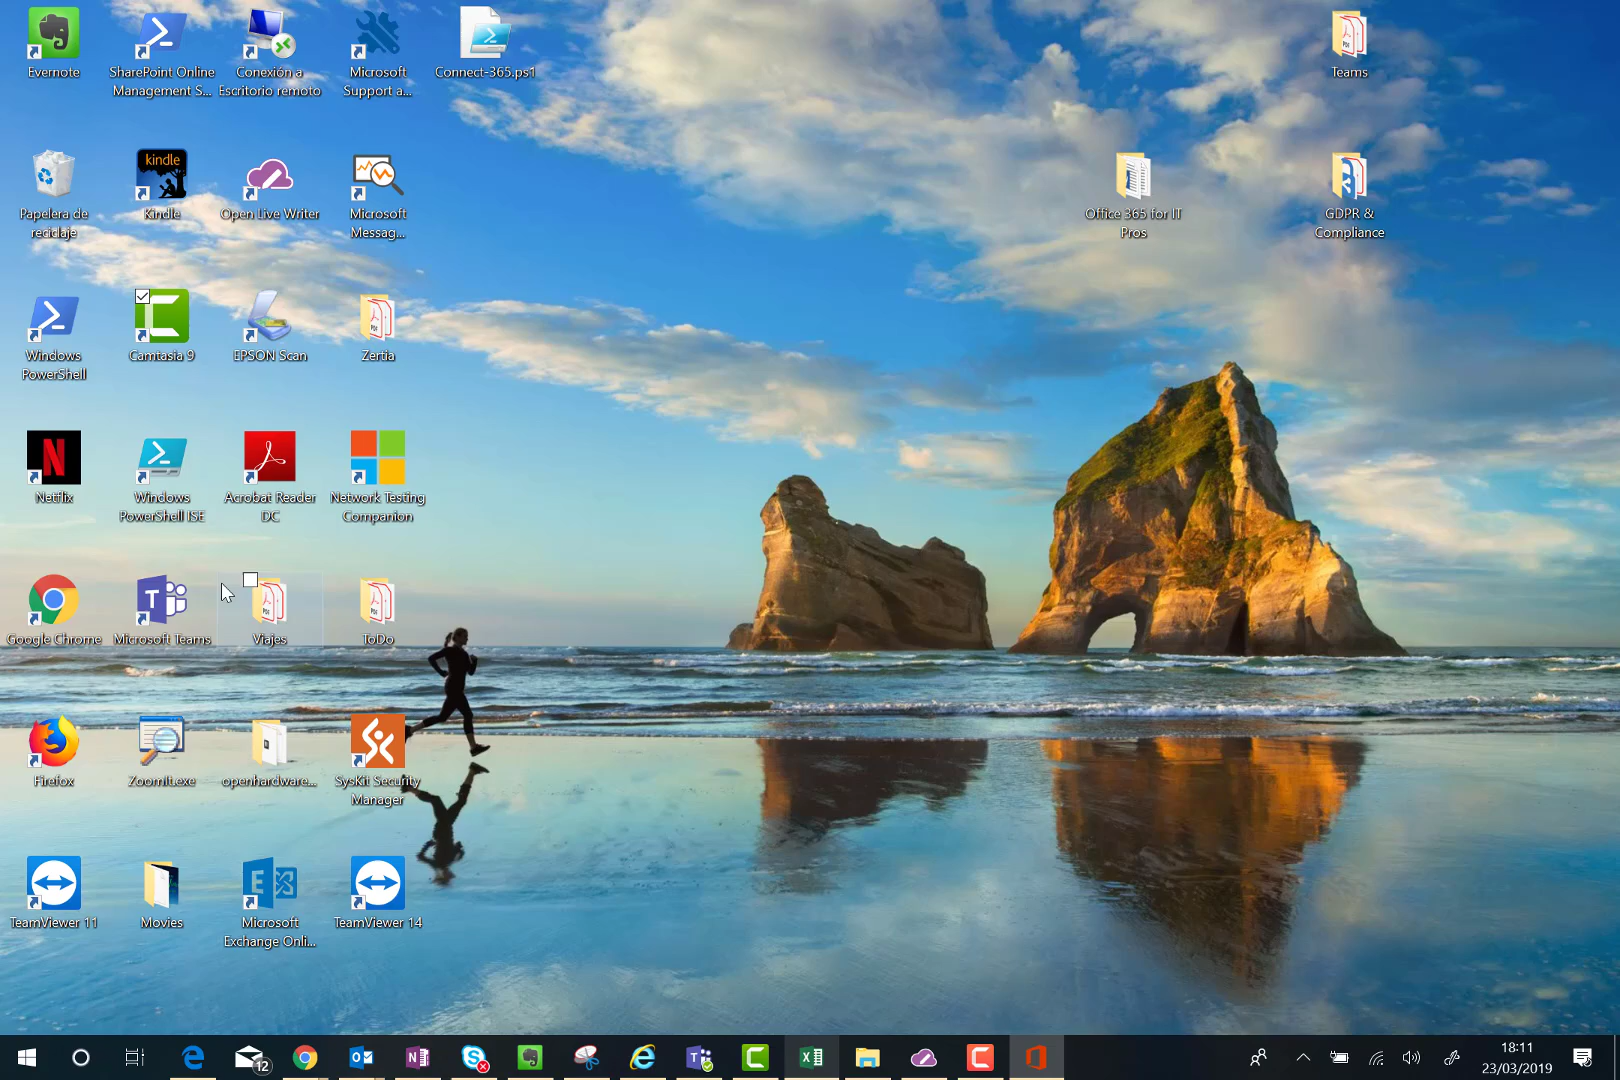 Evernote
SharePoint Online
Management S...
Conexión a
Escritorio remoto
Microsoft
Support a...
Connect-365.ps1
Teams
Papelera de
reciclaje
kindle
Kindle
Open Live Writer
Microsoft
Messag...
Office 365 for IT
Pros
GDPR &
Compliance
Windows
PowerShell
Camtasia 9
EPSON Scan
PDF
Zertia
Netflix
Windows
PowerShell ISE
Acrobat Reader
DC
Network Testing
Companion
Google Chrome
Microsoft Teams
PDF
Viajes
PDF
ToDo
Firefox
ZoomIt.exe
openhardware...
SysKit Security
Manager
TeamViewer 11
Movies
Microsoft
Exchange Onli...
TeamViewer 14
12
18:11
23/03/2019